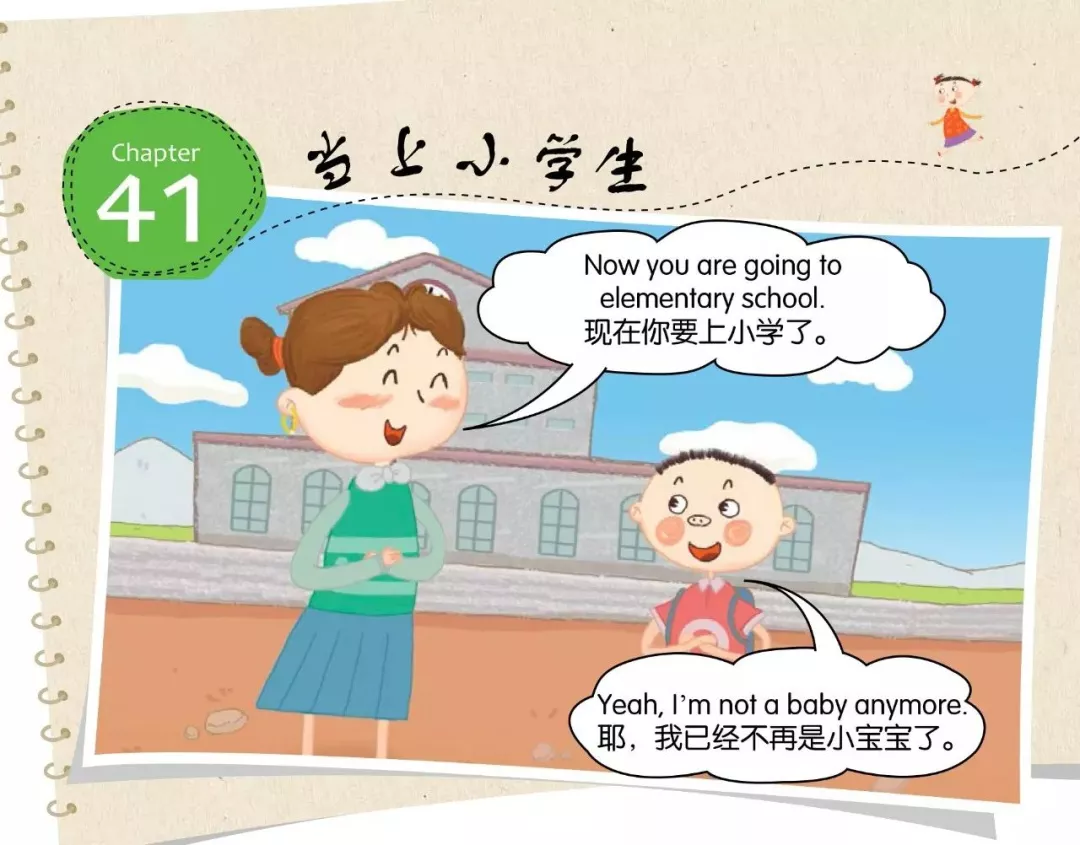 Chapter
41
当上小学生
Now you are going to
elementary school.
现在你要上小学了。
Yeah, I'm not a baby anymore.
耶，我已经不再是小宝宝了。